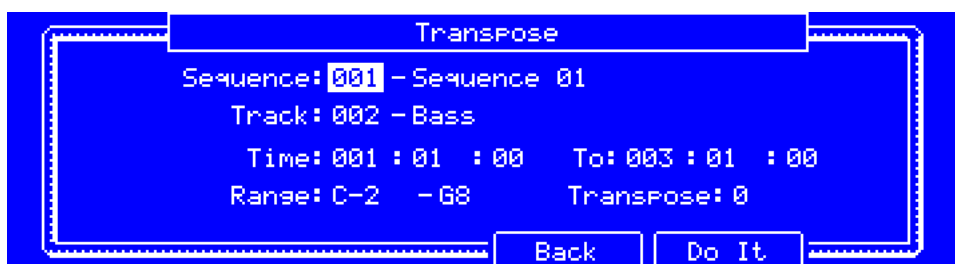 Transpose
Sequence: 001 - Sequence 01
Track: 002 - Bass
Time: 001 : 01 : 00 To: 003 : 01 : 00
Range: C-2 - G8 Transpose: 0
Back Do It